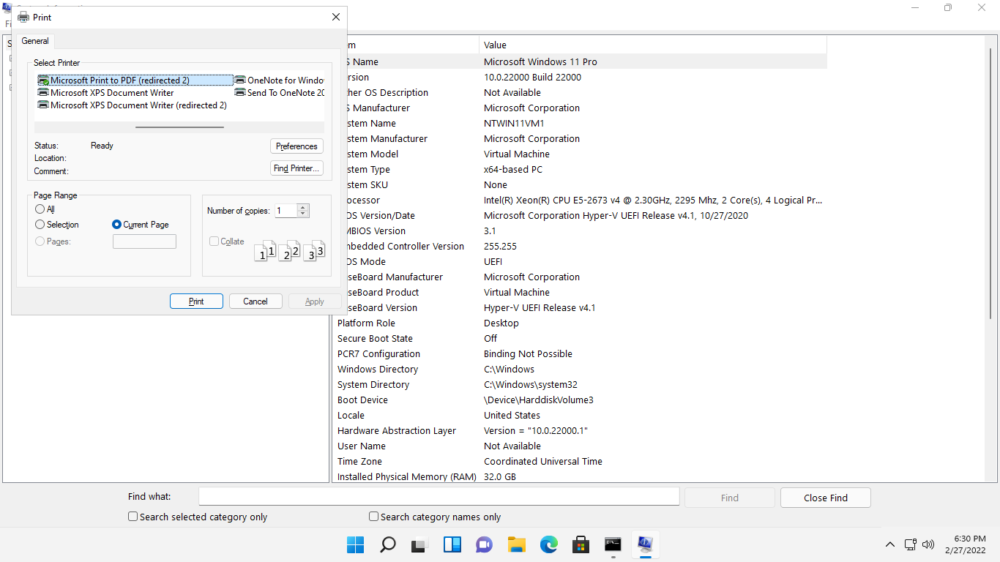 Print
General
Select Printer
Microsoft Print to PDF (redirected 2)
OneNote for Windo
Microsoft XPS Document Writer
Send To OneNote 20
Microsoft XPS Document Writer (redirected 2)
Status: Ready
Preferences
Location:
Comment:
Find Printer...
Page Range
All
Selection
Current Page
Pages:
Number of copies: 1
Collate
1 1 2 2 3 3
Print
Cancel
Apply
m Value
S Name Microsoft Windows 11 Pro
rsion 10.0.22000 Build 22000
her OS Description Not Available
S Manufacturer Microsoft Corporation
stem Name NTWIN11VM1
stem Manufacturer Microsoft Corporation
stem Model Virtual Machine
stem Type x64-based PC
stem SKU None
ocessor Intel(R) Xeon(R) CPU E5-2673 v4 @ 2.30GHz, 2295 Mhz, 2 Core(s), 4 Logical Pr...
OS Version/Date Microsoft Corporation Hyper-V UEFI Release v4.1, 10/27/2020
MBIOS Version 3.1
mbedded Controller Version 255.255
OS Mode UEFI
seBoard Manufacturer Microsoft Corporation
seBoard Product Virtual Machine
seBoard Version Hyper-V UEFI Release v4.1
Platform Role Desktop
Secure Boot State Off
PCR7 Configuration Binding Not Possible
Windows Directory C:\Windows
System Directory C:\Windows\system32
Boot Device \Device\HarddiskVolume3
Locale United States
Hardware Abstraction Layer Version = "10.0.22000.1"
User Name Not Available
Time Zone Coordinated Universal Time
Installed Physical Memory (RAM) 32.0 GB
Find what:
Find
Close Find
Search selected category only
Search category names only
6:30 PM
2/27/2022